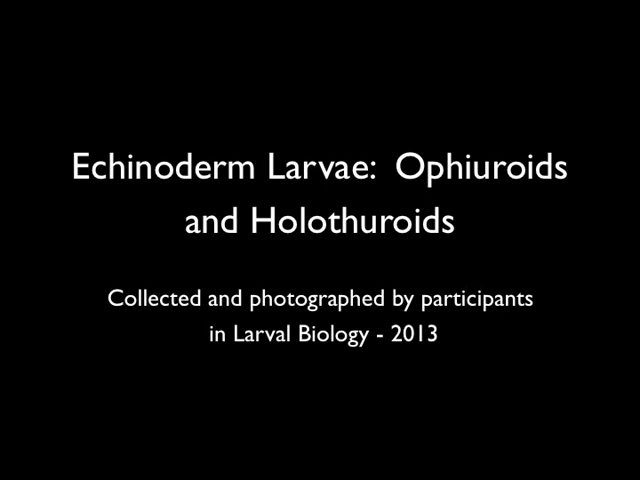 Echinoderm Larvae:  Ophiuroids
and Holothuroids
Collected and photographed by participants
in Larval Biology - 2013